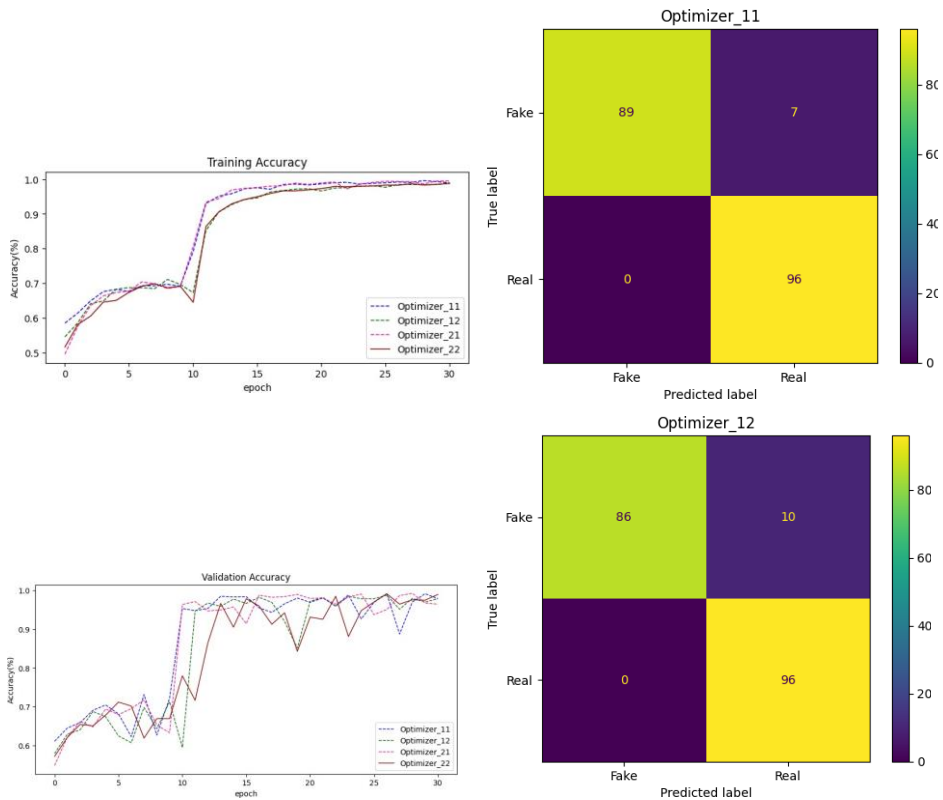 Training Accuracy
Accuracy(%)
1.0
0.9
0.8
0.7
0.6
0.5
0 5 10 15 20 25 30
epoch
Optimizer_11
Optimizer_12
Optimizer_21
Optimizer_22
Optimizer_11
True label
Fake
Real
89 7
0 96
Fake Real
Predicted label
80
60
40
20
0
Validation Accuracy
Accuracy(%)
1.0
0.9
0.8
0.7
0.6
0 5 10 15 20 25 30
epoch
Optimizer_11
Optimizer_12
Optimizer_21
Optimizer_22
Optimizer_12
True label
Fake
Real
86 10
0 96
Fake Real
Predicted label
80
60
40
20
0